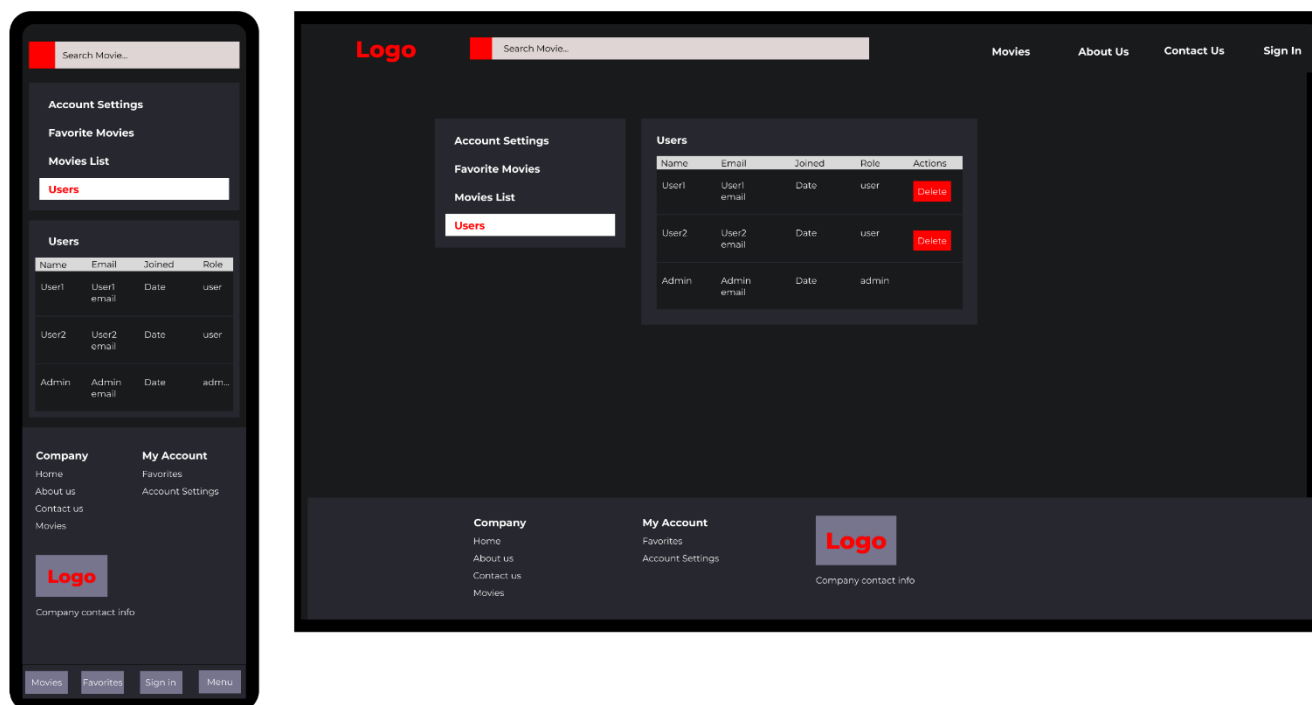 Search Movie...
Account Settings
Favorite Movies
Movies List
Users
Users
Name Email Joined Role
User1 User1 email Date user
User2 User2 email Date user
Admin Admin email Date adm...
Company My Account
Home Favorites
About us Account Settings
Contact us
Movies
Logo
Company contact info
Movies Favorites Sign in Menu
Logo Search Movie... Movies About Us Contact Us Sign In
Account Settings
Favorite Movies
Movies List
Users
Users
Name Email Joined Role Actions
User1 User1 email Date user Delete
User2 User2 email Date user Delete
Admin Admin email Date admin
Company My Account
Home Favorites
About us Account Settings
Contact us
Movies
Logo
Company contact info